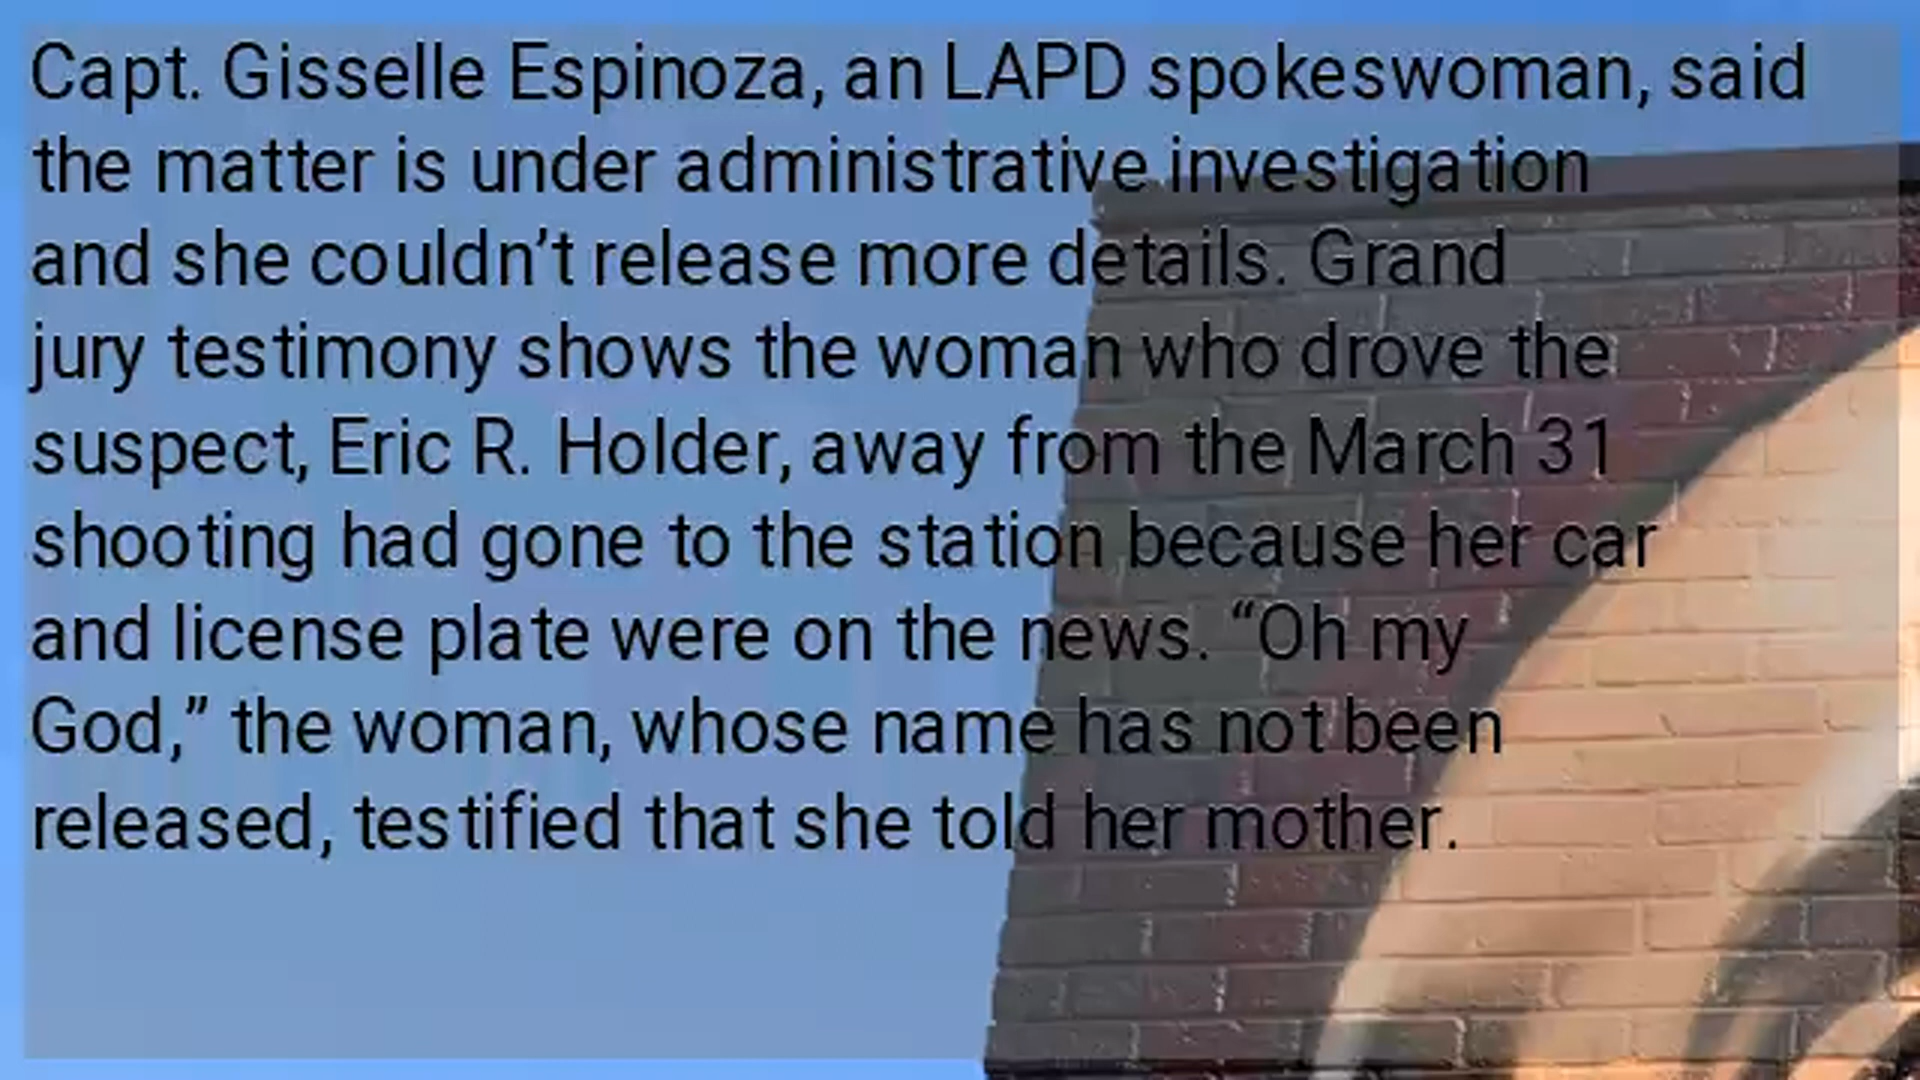 Capt. Gisselle Espinoza, an LAPD spokeswoman, said
the matter is under administrative investigation
and she couldn’t release more details. Grand
jury testimony shows the woman who drove the
suspect, Eric R. Holder, away from the March 31
shooting had gone to the station because her car
and license plate were on the news. “Oh my
God,” the woman, whose name has not been
released, testified that she told her mother.